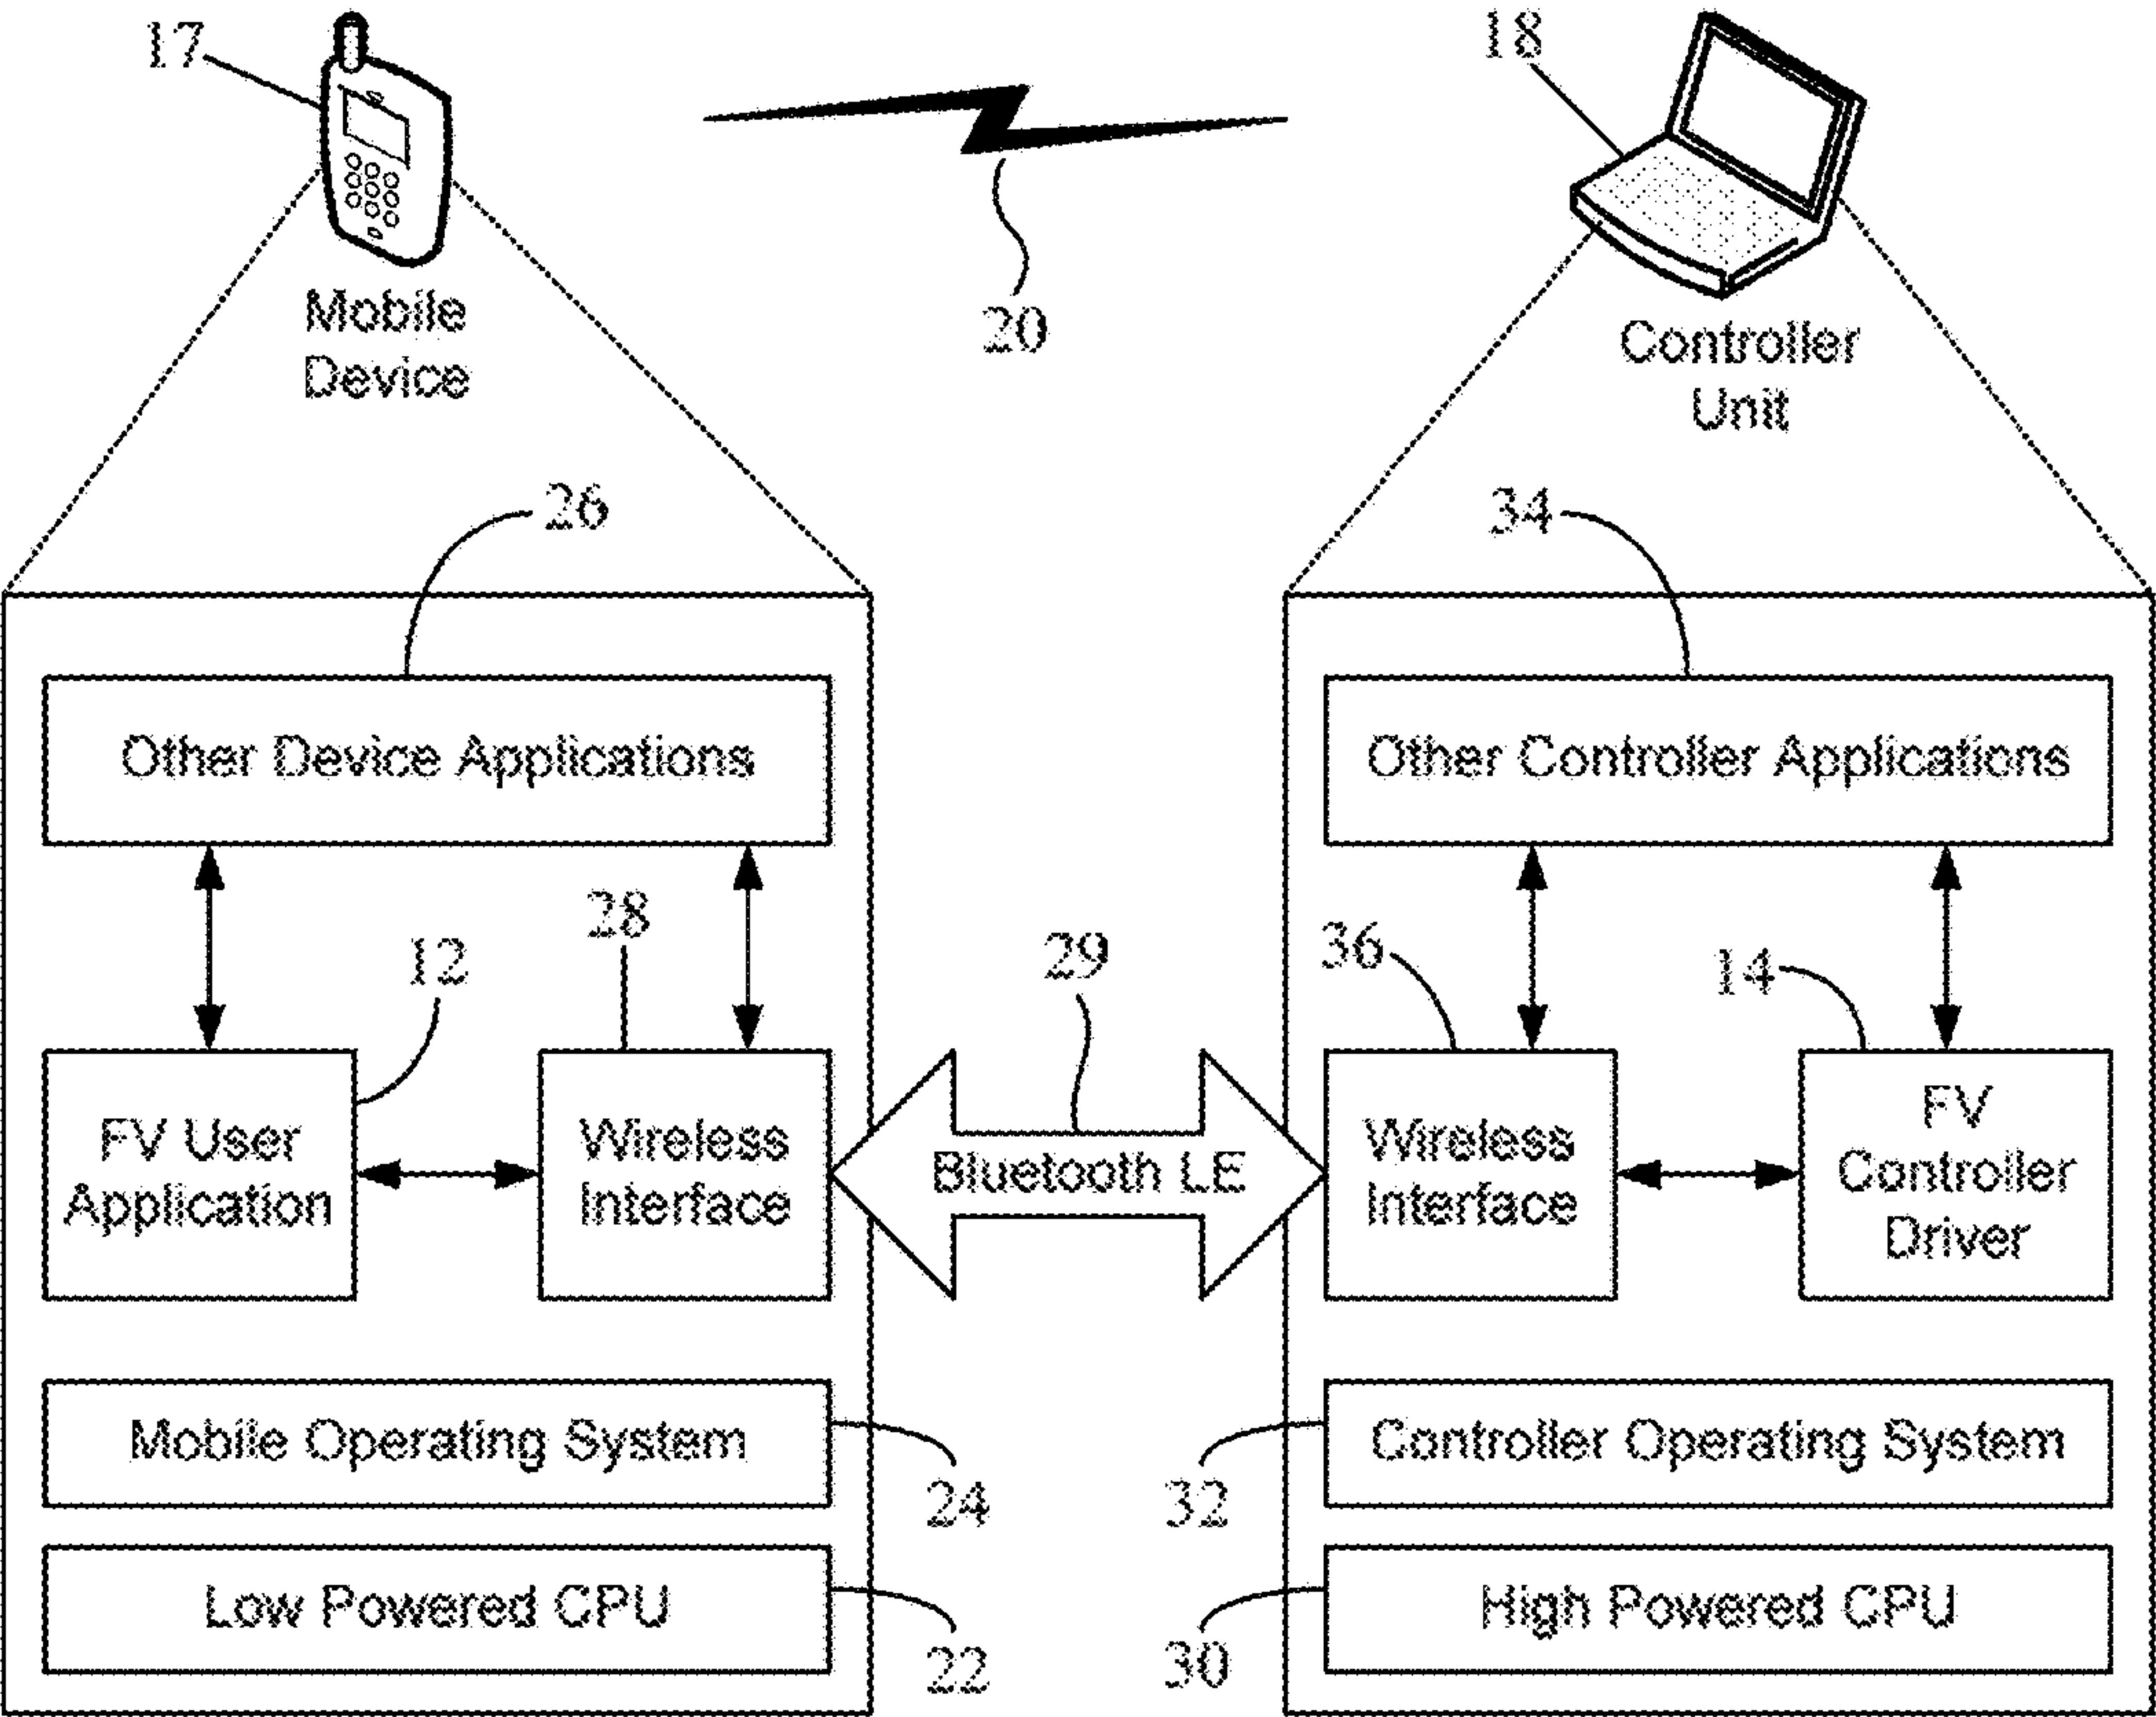 17
18
20
Mobile
Device
Controller
Unit
26
34
Other Device Applications
Other Controller Applications
28
12
29
36
14
FV User
Application
Wireless
Interface
Bluetooth LE
Wireless
Interface
FV
Controller
Driver
Mobile Operating System
Controller Operating System
24
32
Low Powered CPU
High Powered CPU
22
30